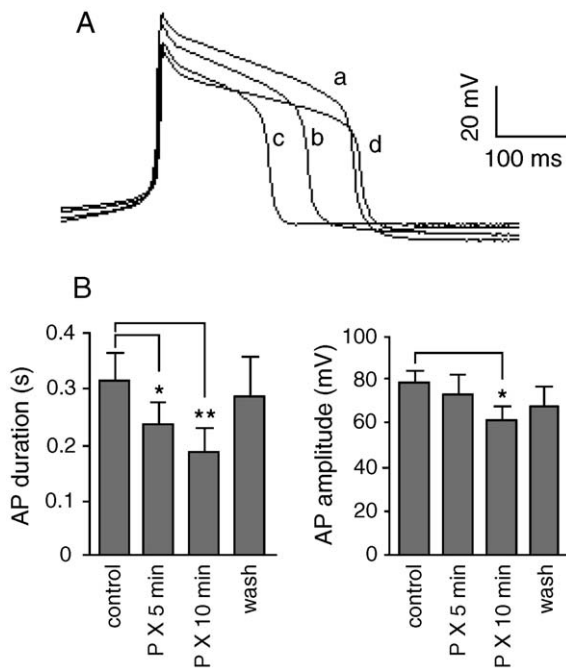 A
a
b
c
d
20 mV
100 ms
B
AP duration (s)
0.4
0.3
0.2
0.1
0
*
**
control
P X 5 min
P X 10 min
wash
AP amplitude (mV)
100
80
60
40
20
0
*
control
P X 5 min
P X 10 min
wash